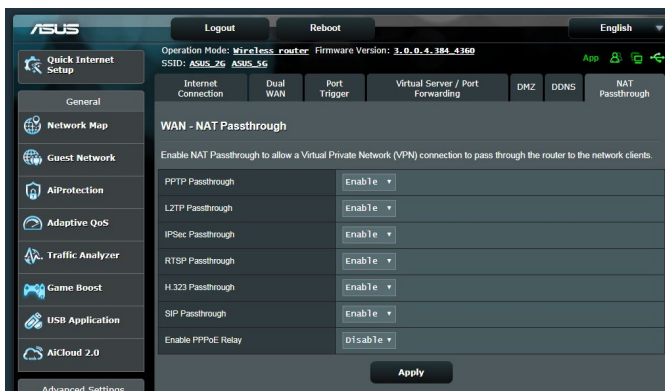 ASUS
Logout
Reboot
English
Operation Mode: Wireless router Firmware Version: 3.0.0.4.384_4360
SSID: ASUS_2G ASUS_5G
App
Quick Internet
Setup
General
Network Map
Guest Network
AiProtection
Adaptive QoS
Traffic Analyzer
Game Boost
USB Application
AiCloud 2.0
Advanced Settings
Internet
Connection
Dual
WAN
Port
Trigger
Virtual Server / Port
Forwarding
DMZ
DDNS
NAT
Passthrough
WAN - NAT Passthrough
Enable NAT Passthrough to allow a Virtual Private Network (VPN) connection to pass through the router to the network clients.
PPTP Passthrough Enable
L2TP Passthrough Enable
IPSec Passthrough Enable
RTSP Passthrough Enable
H.323 Passthrough Enable
SIP Passthrough Enable
Enable PPPoE Relay Disable
Apply